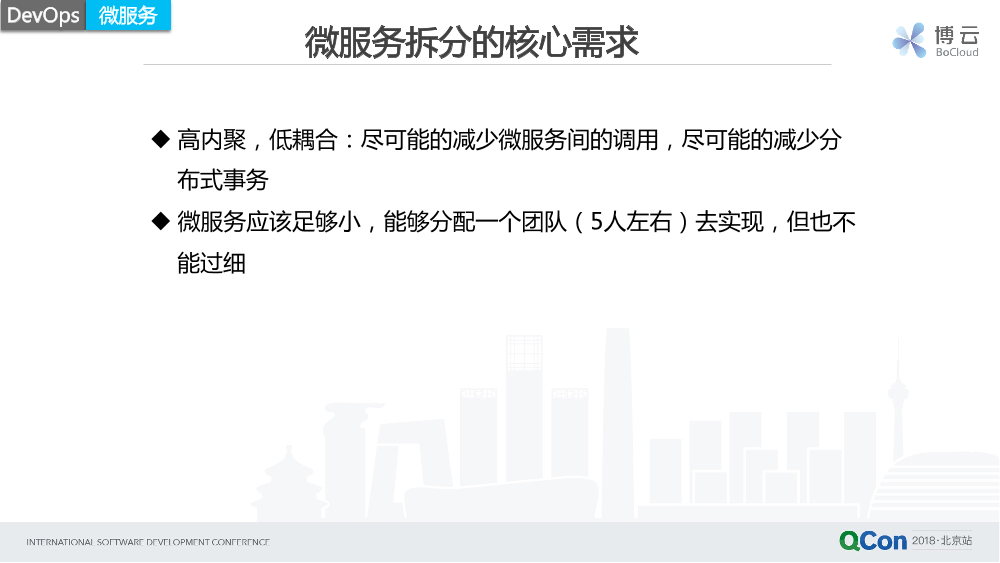 DevOps 微服务
微服务拆分的核心需求
博云
BoCloud
◆ 高内聚，低耦合：尽可能的减少微服务间的调用，尽可能的减少分
布式事务
◆ 微服务应该足够小，能够分配一个团队（5人左右）去实现，但也不
能过细
INTERNATIONAL SOFTWARE DEVELOPMENT CONFERENCE
QCon 2018·北京站